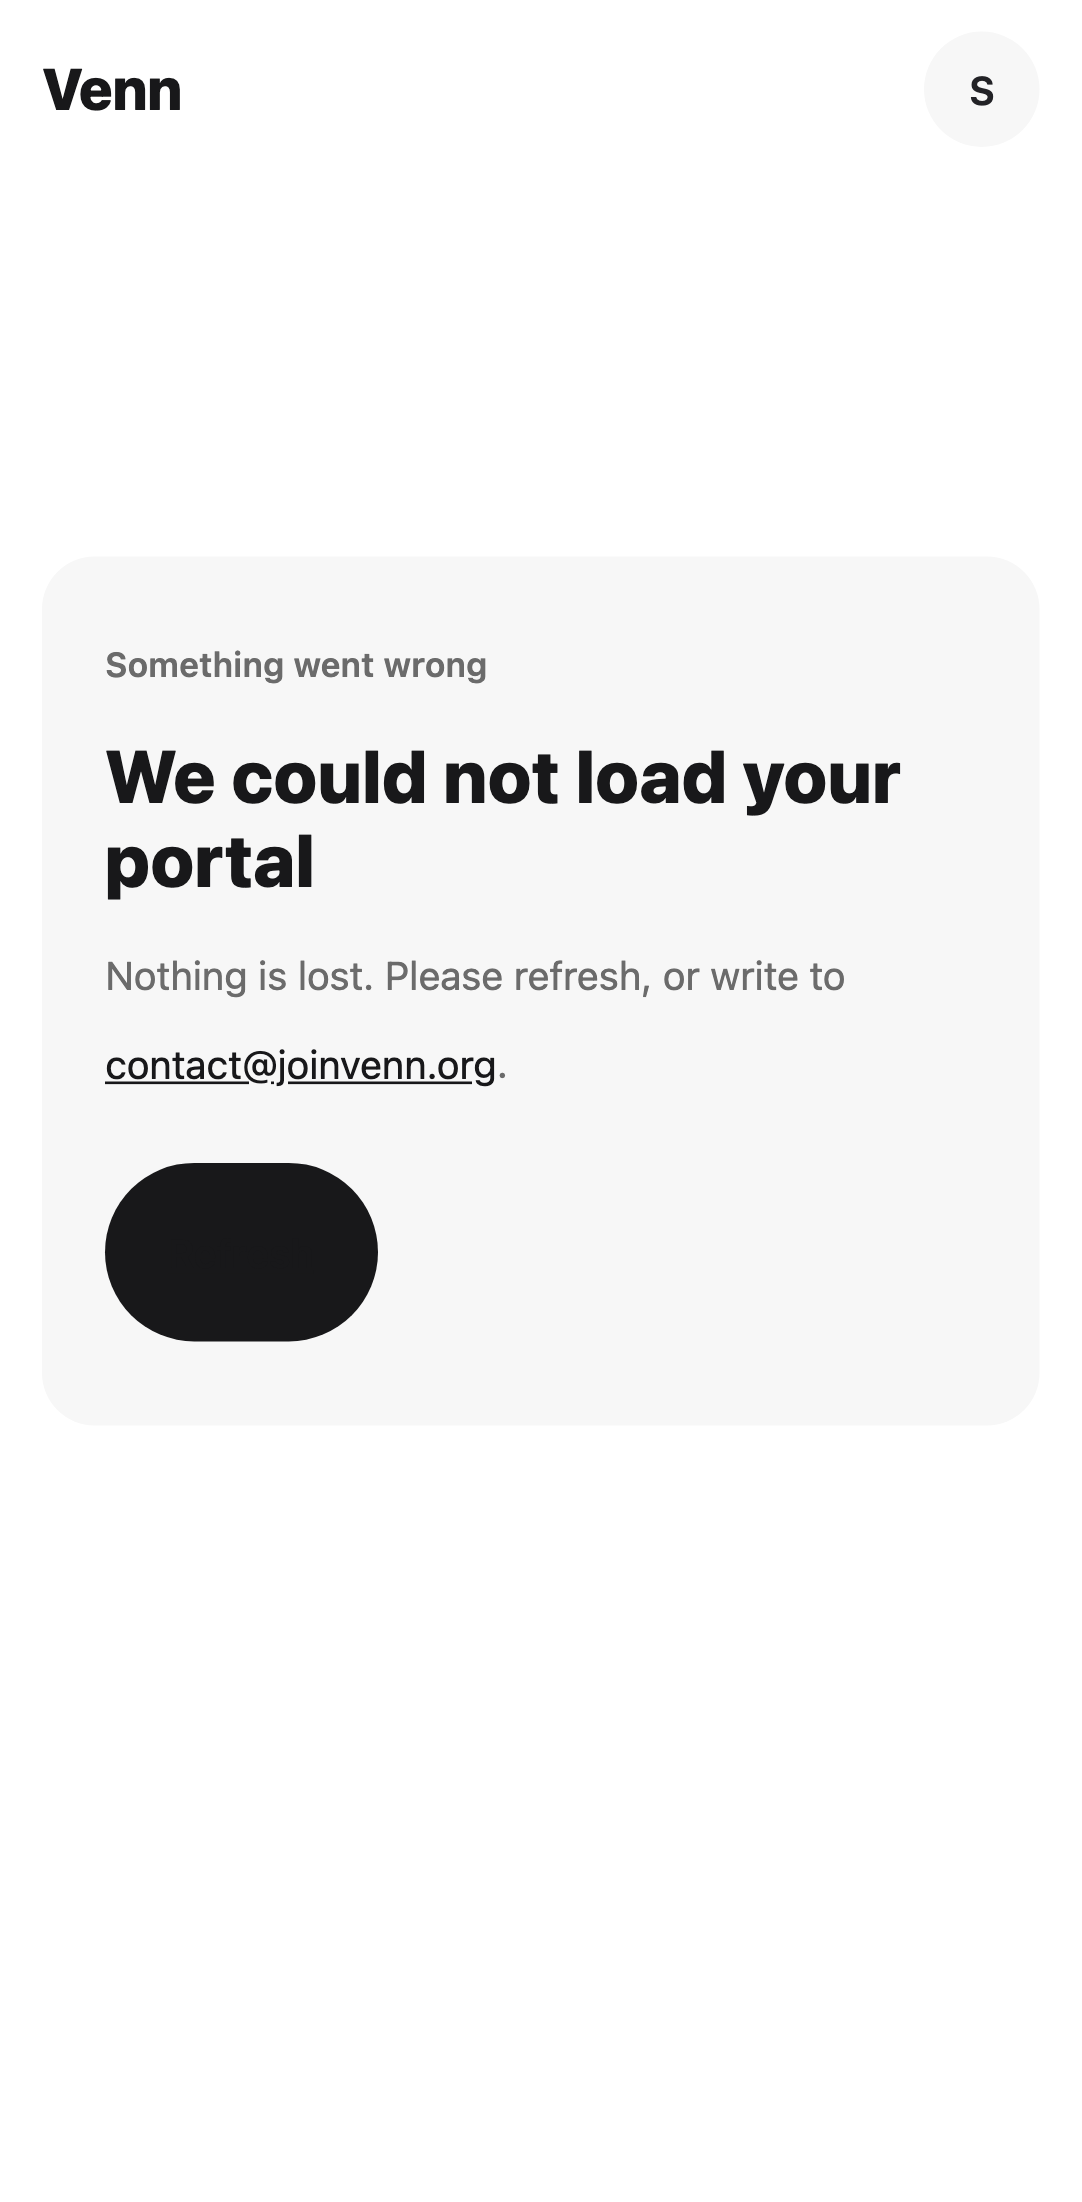 Venn
S
Something went wrong
We could not load your
portal
Nothing is lost. Please refresh, or write to
contact@joinvenn.org.